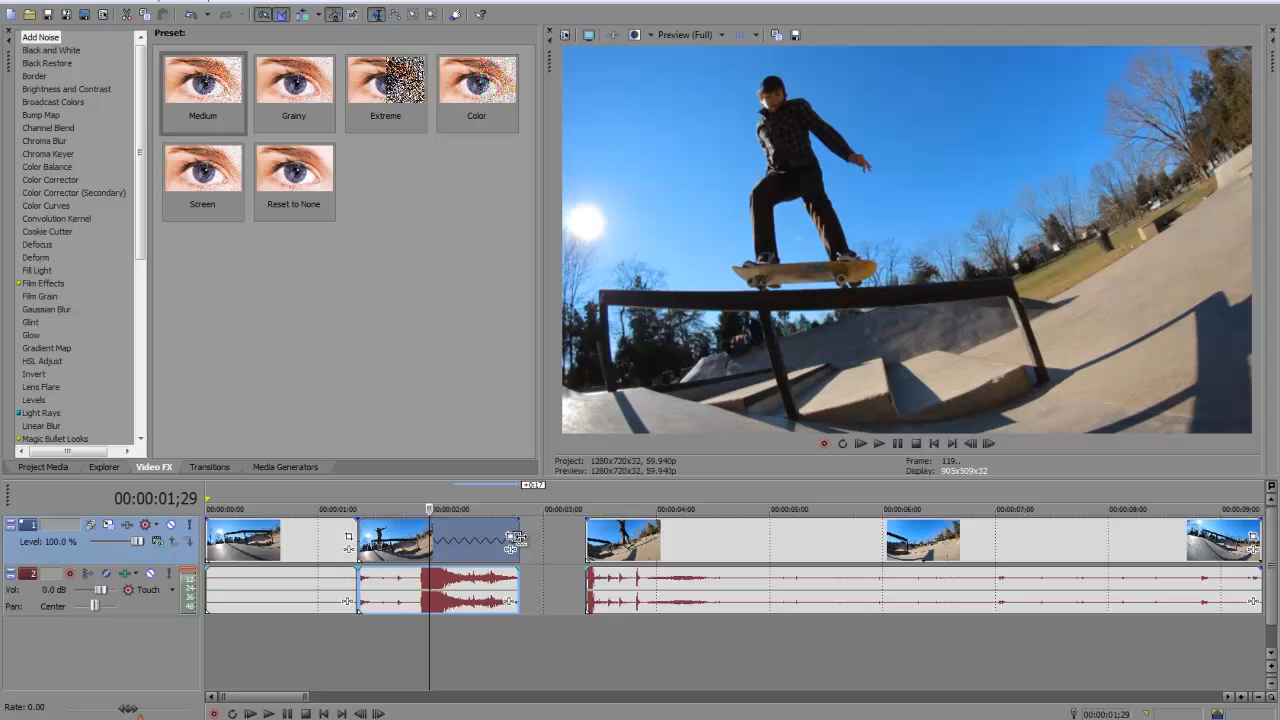 Preset:
Preview (Full)
Add Noise
Black and White
Black Restore
Border
Brightness and Contrast
Broadcast Colors
Bump Map
Channel Blend
Chroma Blur
Chroma Keyer
Color Balance
Color Corrector
Color Corrector (Secondary)
Color Curves
Convolution Kernel
Cookie Cutter
Defocus
Deform
Fill Light
Film Effects
Film Grain
Gaussian Blur
Glint
Glow
Gradient Map
HSL Adjust
Invert
Lens Flare
Levels
Light Rays
Linear Blur
Magic Bullet Looks
Medium
Grainy
Extreme
Color
Screen
Reset to None
Project Media
Explorer
Video FX
Transitions
Media Generators
Project: 1280x720x32, 59.940p
Preview: 1280x720x32, 59.940p
Frame: 119..
Display: 905x509x32
00:00:01;29
+0:17
00:00:00;00
00:00:01;00
00:00:02;00
00:00:03;00
00:00:04;00
00:00:05;00
00:00:06;00
00:00:07;00
00:00:08;00
00:00:09;00
1
Level: 100.0 %
2
Vol: 0.0 dB
Touch
Pan: Center
12
24
36
48
Rate: 0.00
00:00:01;29